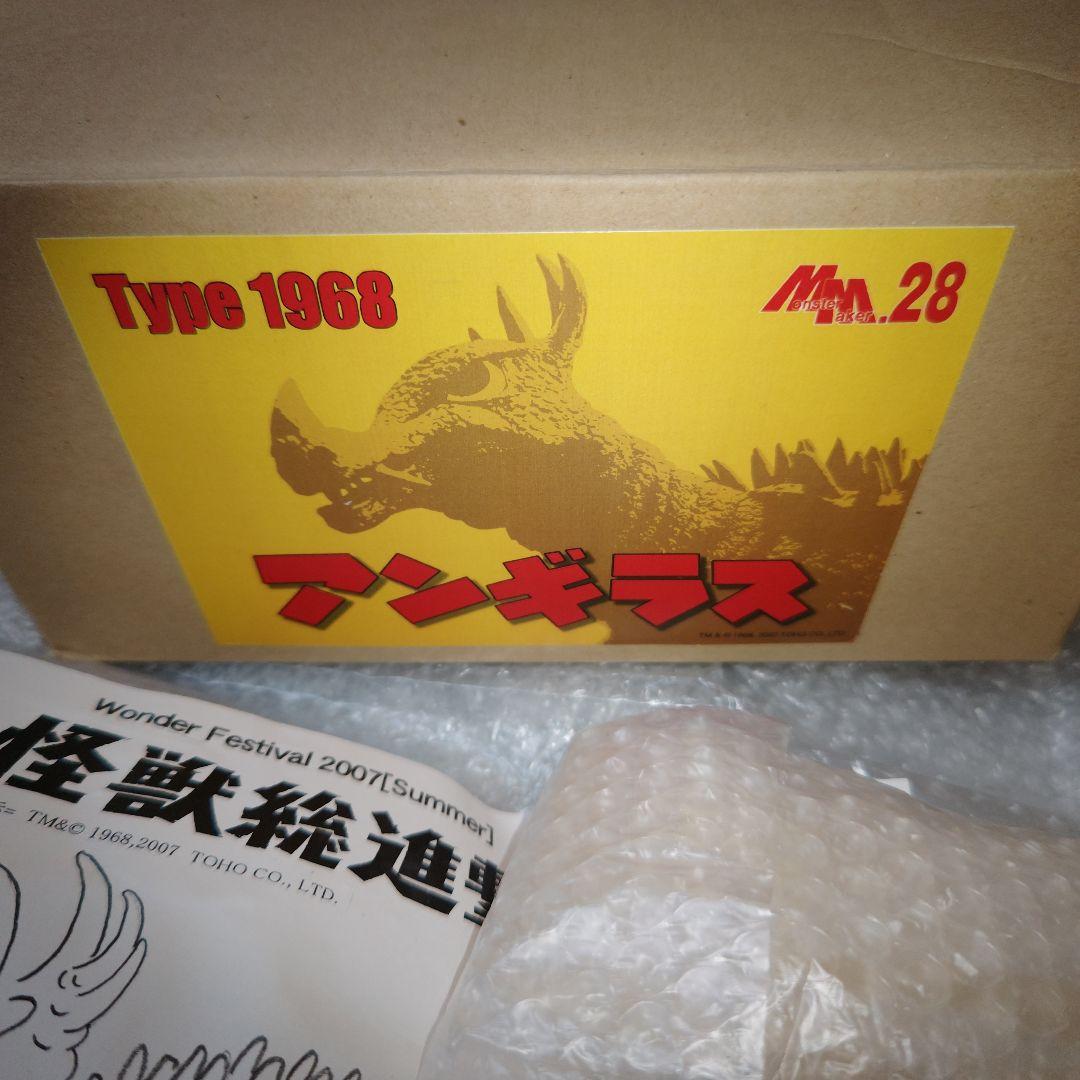 Type 1968
Monster Maker.28
アンギラス
TM & © 1968, 2007 TOHO CO., LTD.
Wonder Festival 2007[Summer]
怪獣総進撃
TM&© 1968,2007 TOHO CO., LTD.